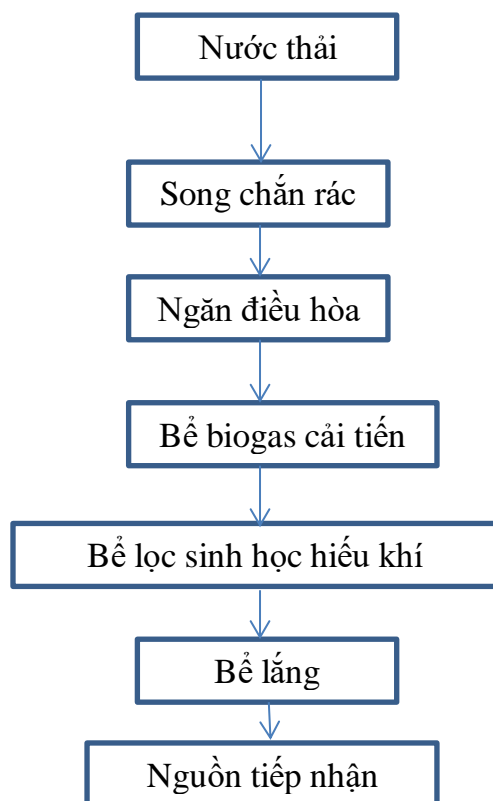 Nước thải
Song chắn rác
Ngăn điều hòa
Bể biogas cải tiến
Bể lọc sinh học hiếu khí
Bể lắng
Nguồn tiếp nhận